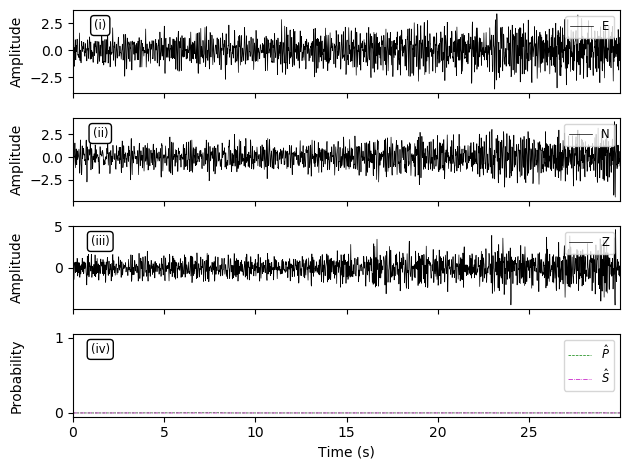 (i)
E
2.5
0.0
−2.5
Amplitude
(ii)
N
2.5
0.0
−2.5
Amplitude
(iii)
Z
5
0
Amplitude
(iv)
P̂
Ŝ
1
0
Probability
0 5 10 15 20 25
Time (s)